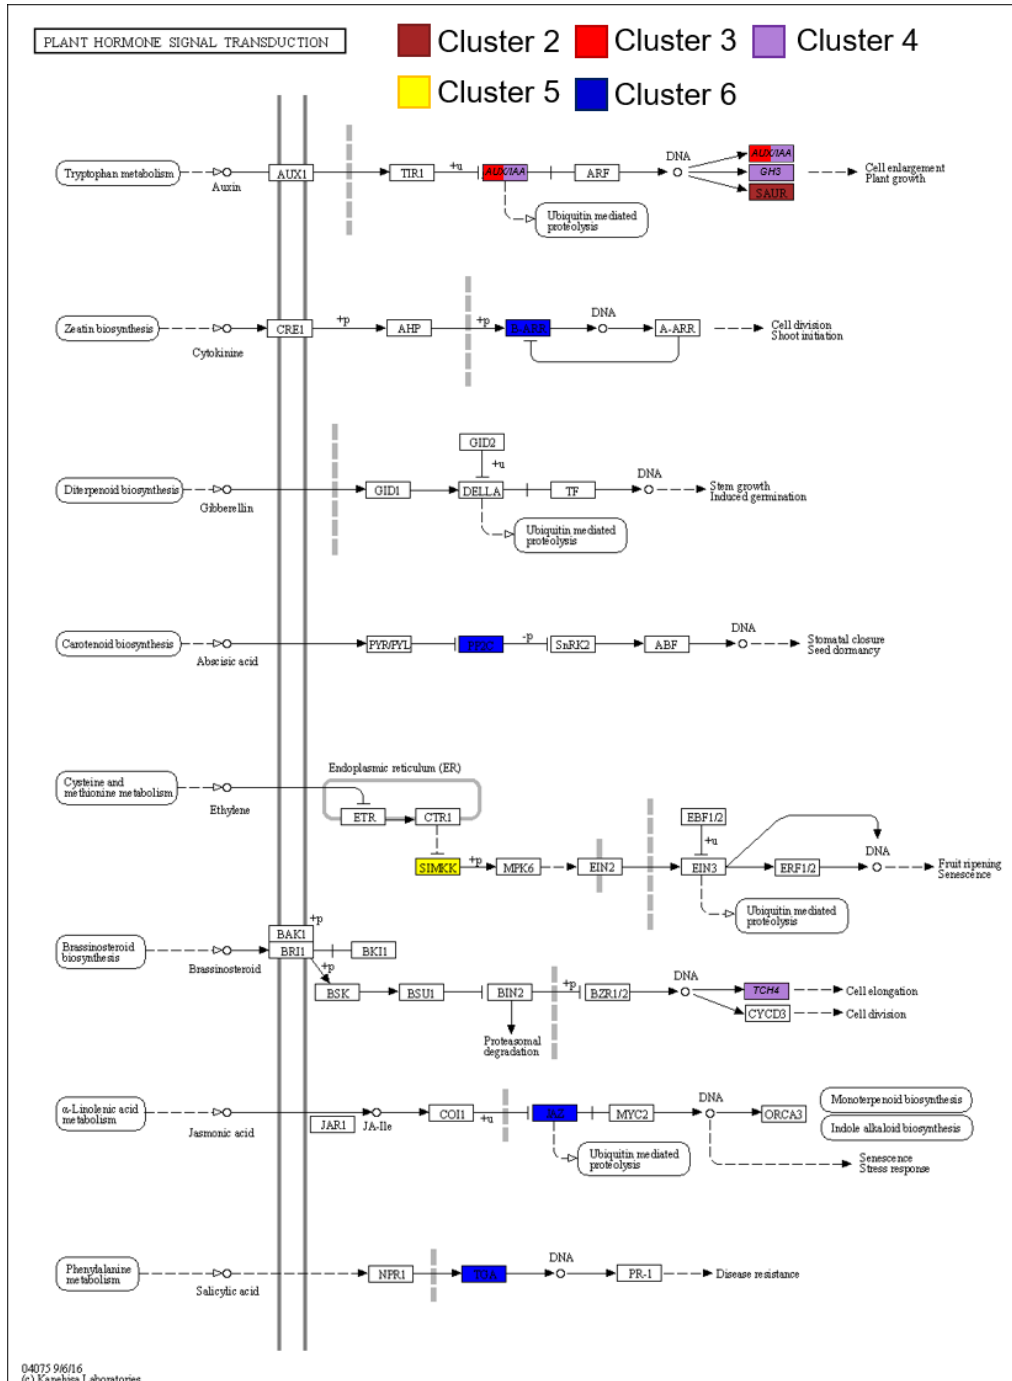 PLANT HORMONE SIGNAL TRANSDUCTION
Cluster 2
Cluster 3
Cluster 4
Cluster 5
Cluster 6
Tryptophan metabolism
Auxin
AUX1
TIR1
+u
AUX/IAA
ARF
DNA
AUX/IAA
GH3
SAUR
Cell enlargement
Plant growth
Ubiquitin mediated
proteolysis
Zeatin biosynthesis
Cytokinine
CRE1
+p
AHP
+p
B-ARR
DNA
A-ARR
Cell division
Shoot initiation
GID2
+u
Diterpenoid biosynthesis
Gibberellin
GID1
DELLA
TF
DNA
Stem growth
Induced germination
Ubiquitin mediated
proteolysis
Carotenoid biosynthesis
Abscisic acid
PYR/PYL
PP2C
-p
SnRK2
ABF
DNA
Stomatal closure
Seed dormancy
Endoplasmic reticulum (ER)
Cysteine and
methionine metabolism
Ethylene
ETR
CTR1
SIMKK
+p
MPK6
EIN2
EBF1/2
+u
EIN3
ERF1/2
DNA
Fruit ripening
Senescence
Ubiquitin mediated
proteolysis
Brassinosteroid
biosynthesis
Brassinosteroid
BAK1
+p
BRI1
BKI1
+p
BSK
BSU1
BIN2
+p
BZR1/2
DNA
TCH4
Cell elongation
CYCD3
Cell division
Proteasomal
degradation
α-Linolenic acid
metabolism
Jasmonic acid
JAR1
JA-Ile
COI1
+u
JAZ
MYC2
DNA
ORCA3
Monoterpenoid biosynthesis
Indole alkaloid biosynthesis
Ubiquitin mediated
proteolysis
Senescence
Stress response
Phenylalanine
metabolism
Salicylic acid
NPR1
TGA
DNA
PR-1
Disease resistance
04075 9/6/16
(c) Kanehisa Laboratories